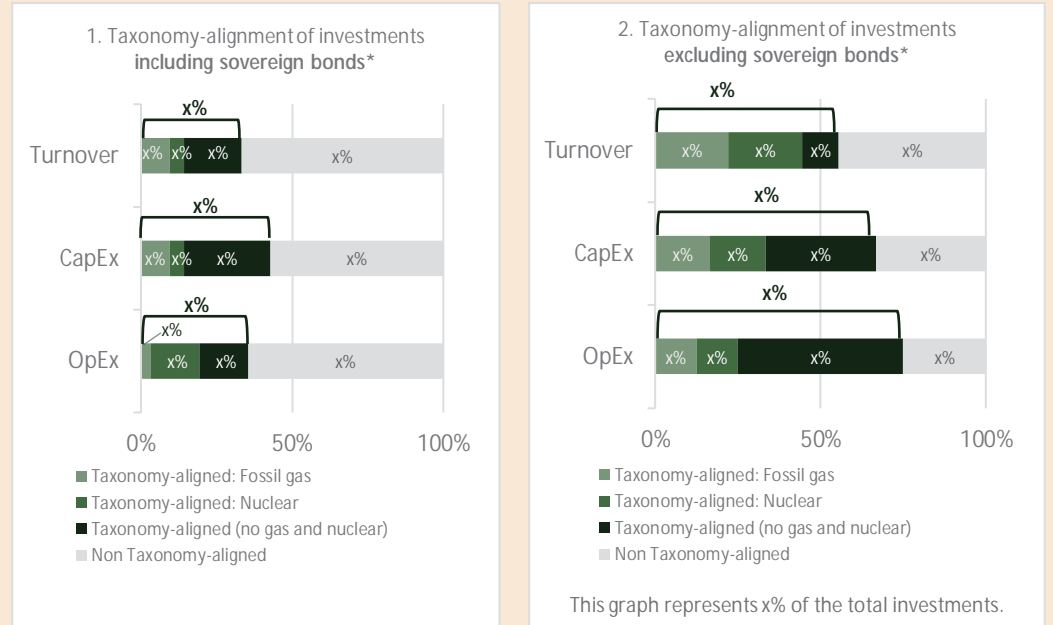 1. Taxonomy-alignment of investments
including sovereign bonds*
x%
Turnover
x% x% x% x%
x%
CapEx
x% x% x% x%
x%
x%
OpEx
x% x% x%
0% 50% 100%
Taxonomy-aligned: Fossil gas
Taxonomy-aligned: Nuclear
Taxonomy-aligned (no gas and nuclear)
Non Taxonomy-aligned
2. Taxonomy-alignment of investments
excluding sovereign bonds*
x%
Turnover
x% x% x% x%
x%
CapEx
x% x% x% x%
x%
OpEx
x% x% x% x%
0% 50% 100%
Taxonomy-aligned: Fossil gas
Taxonomy-aligned: Nuclear
Taxonomy-aligned (no gas and nuclear)
Non Taxonomy-aligned
This graph represents x% of the total investments.